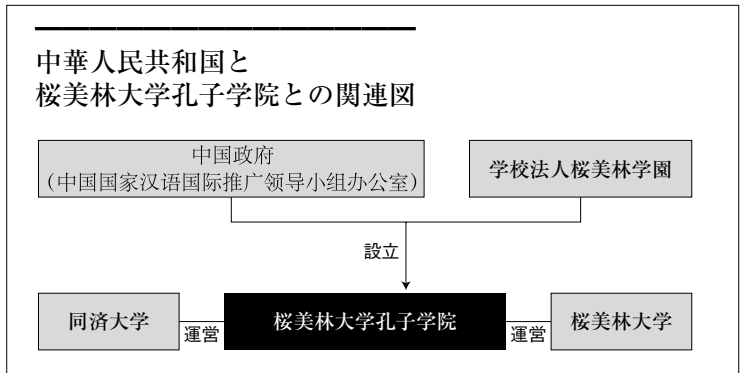 中華人民共和国と
桜美林大学孔子学院との関連図
中国政府
（中国国家汉语国际推广领导小组办公室）
学校法人桜美林学園
設立
同済大学
運営
桜美林大学孔子学院
運営
桜美林大学